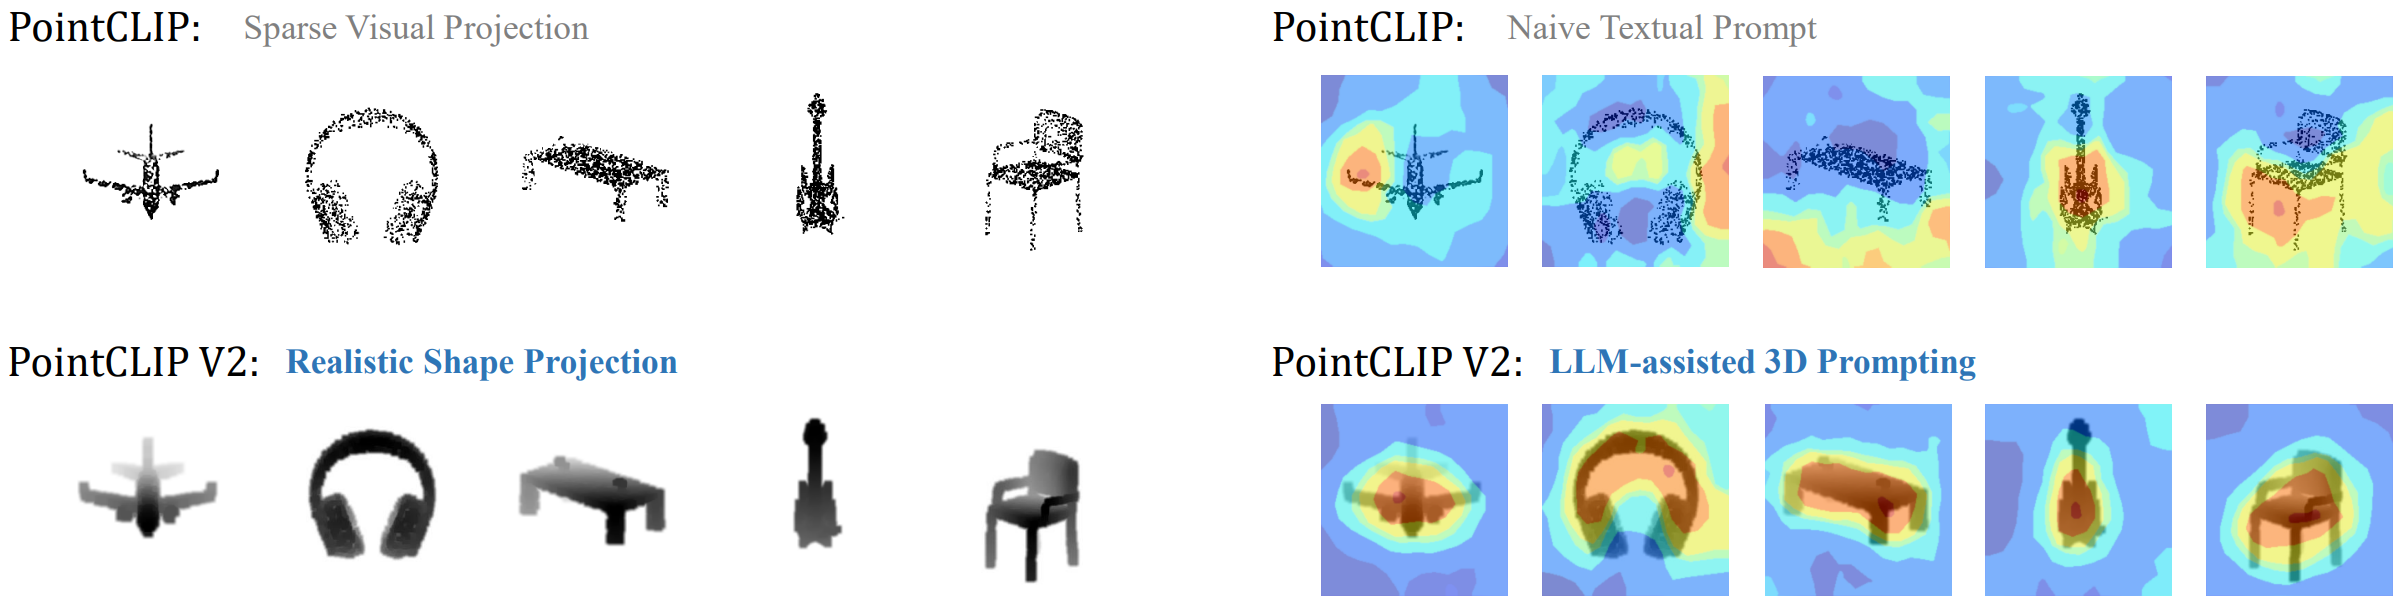 PointCLIP: Sparse Visual Projection
PointCLIP: Naive Textual Prompt
PointCLIP V2: Realistic Shape Projection
PointCLIP V2: LLM-assisted 3D Prompting